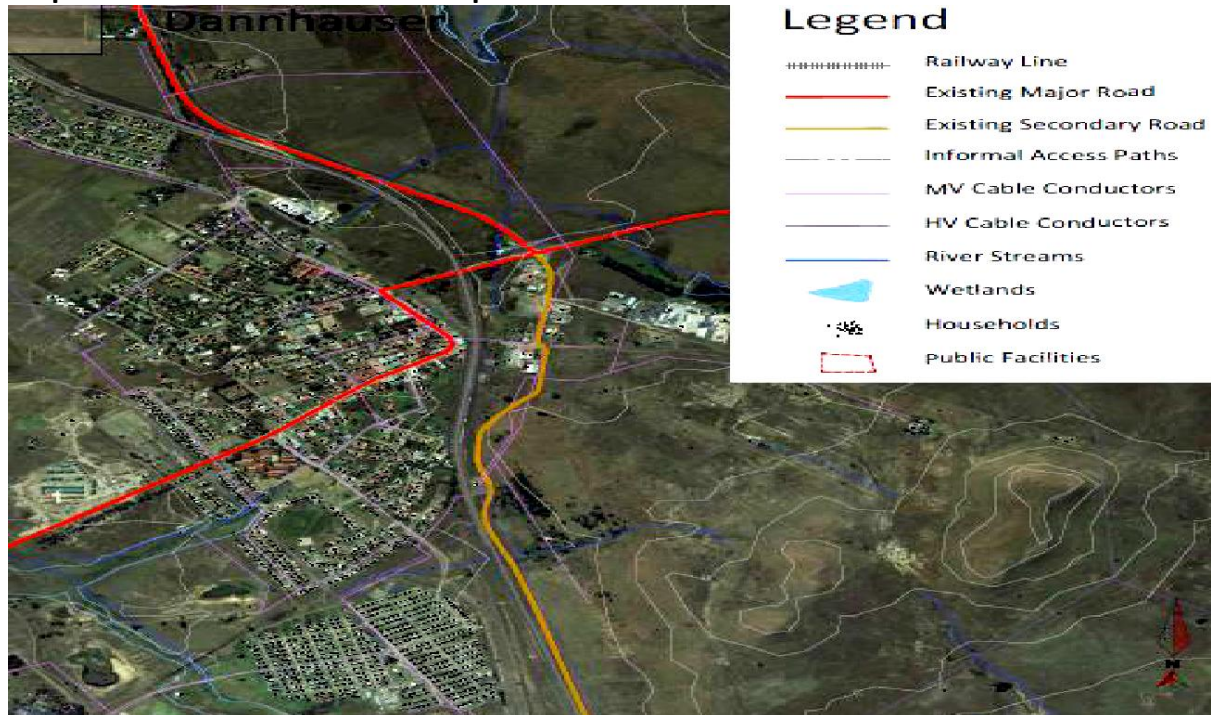 Dannhauser
Legend
Railway Line
Existing Major Road
Existing Secondary Road
Informal Access Paths
MV Cable Conductors
HV Cable Conductors
River Streams
Wetlands
Households
Public Facilities
N